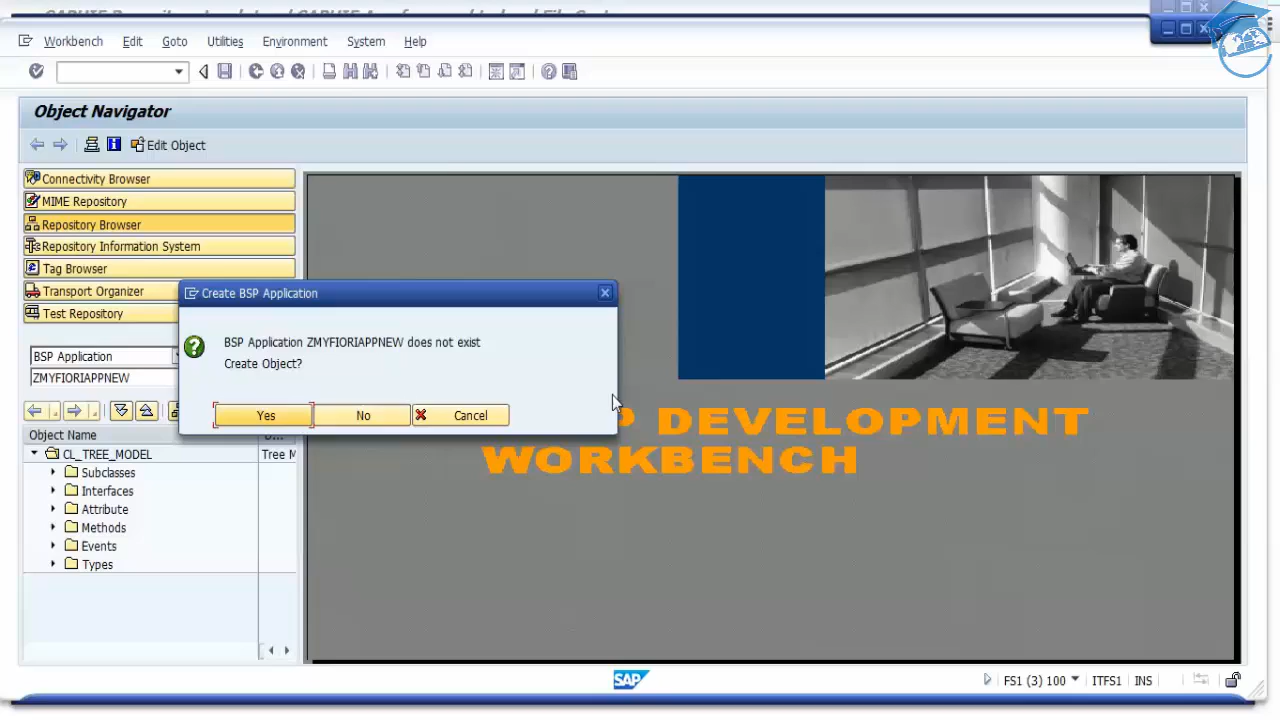 Workbench Edit Goto Utilities Environment System Help
Object Navigator
Edit Object
Connectivity Browser
MIME Repository
Repository Browser
Repository Information System
Tag Browser
Transport Organizer
Test Repository
Create BSP Application
BSP Application ZMYFIORIAPPNEW does not exist
Create Object?
Yes No Cancel
BSP Application
ZMYFIORIAPPNEW
P DEVELOPMENT
WORKBENCH
Object Name
CL_TREE_MODEL Tree M
Subclasses
Interfaces
Attribute
Methods
Events
Types
SAP
FS1 (3) 100 ITFS1 INS